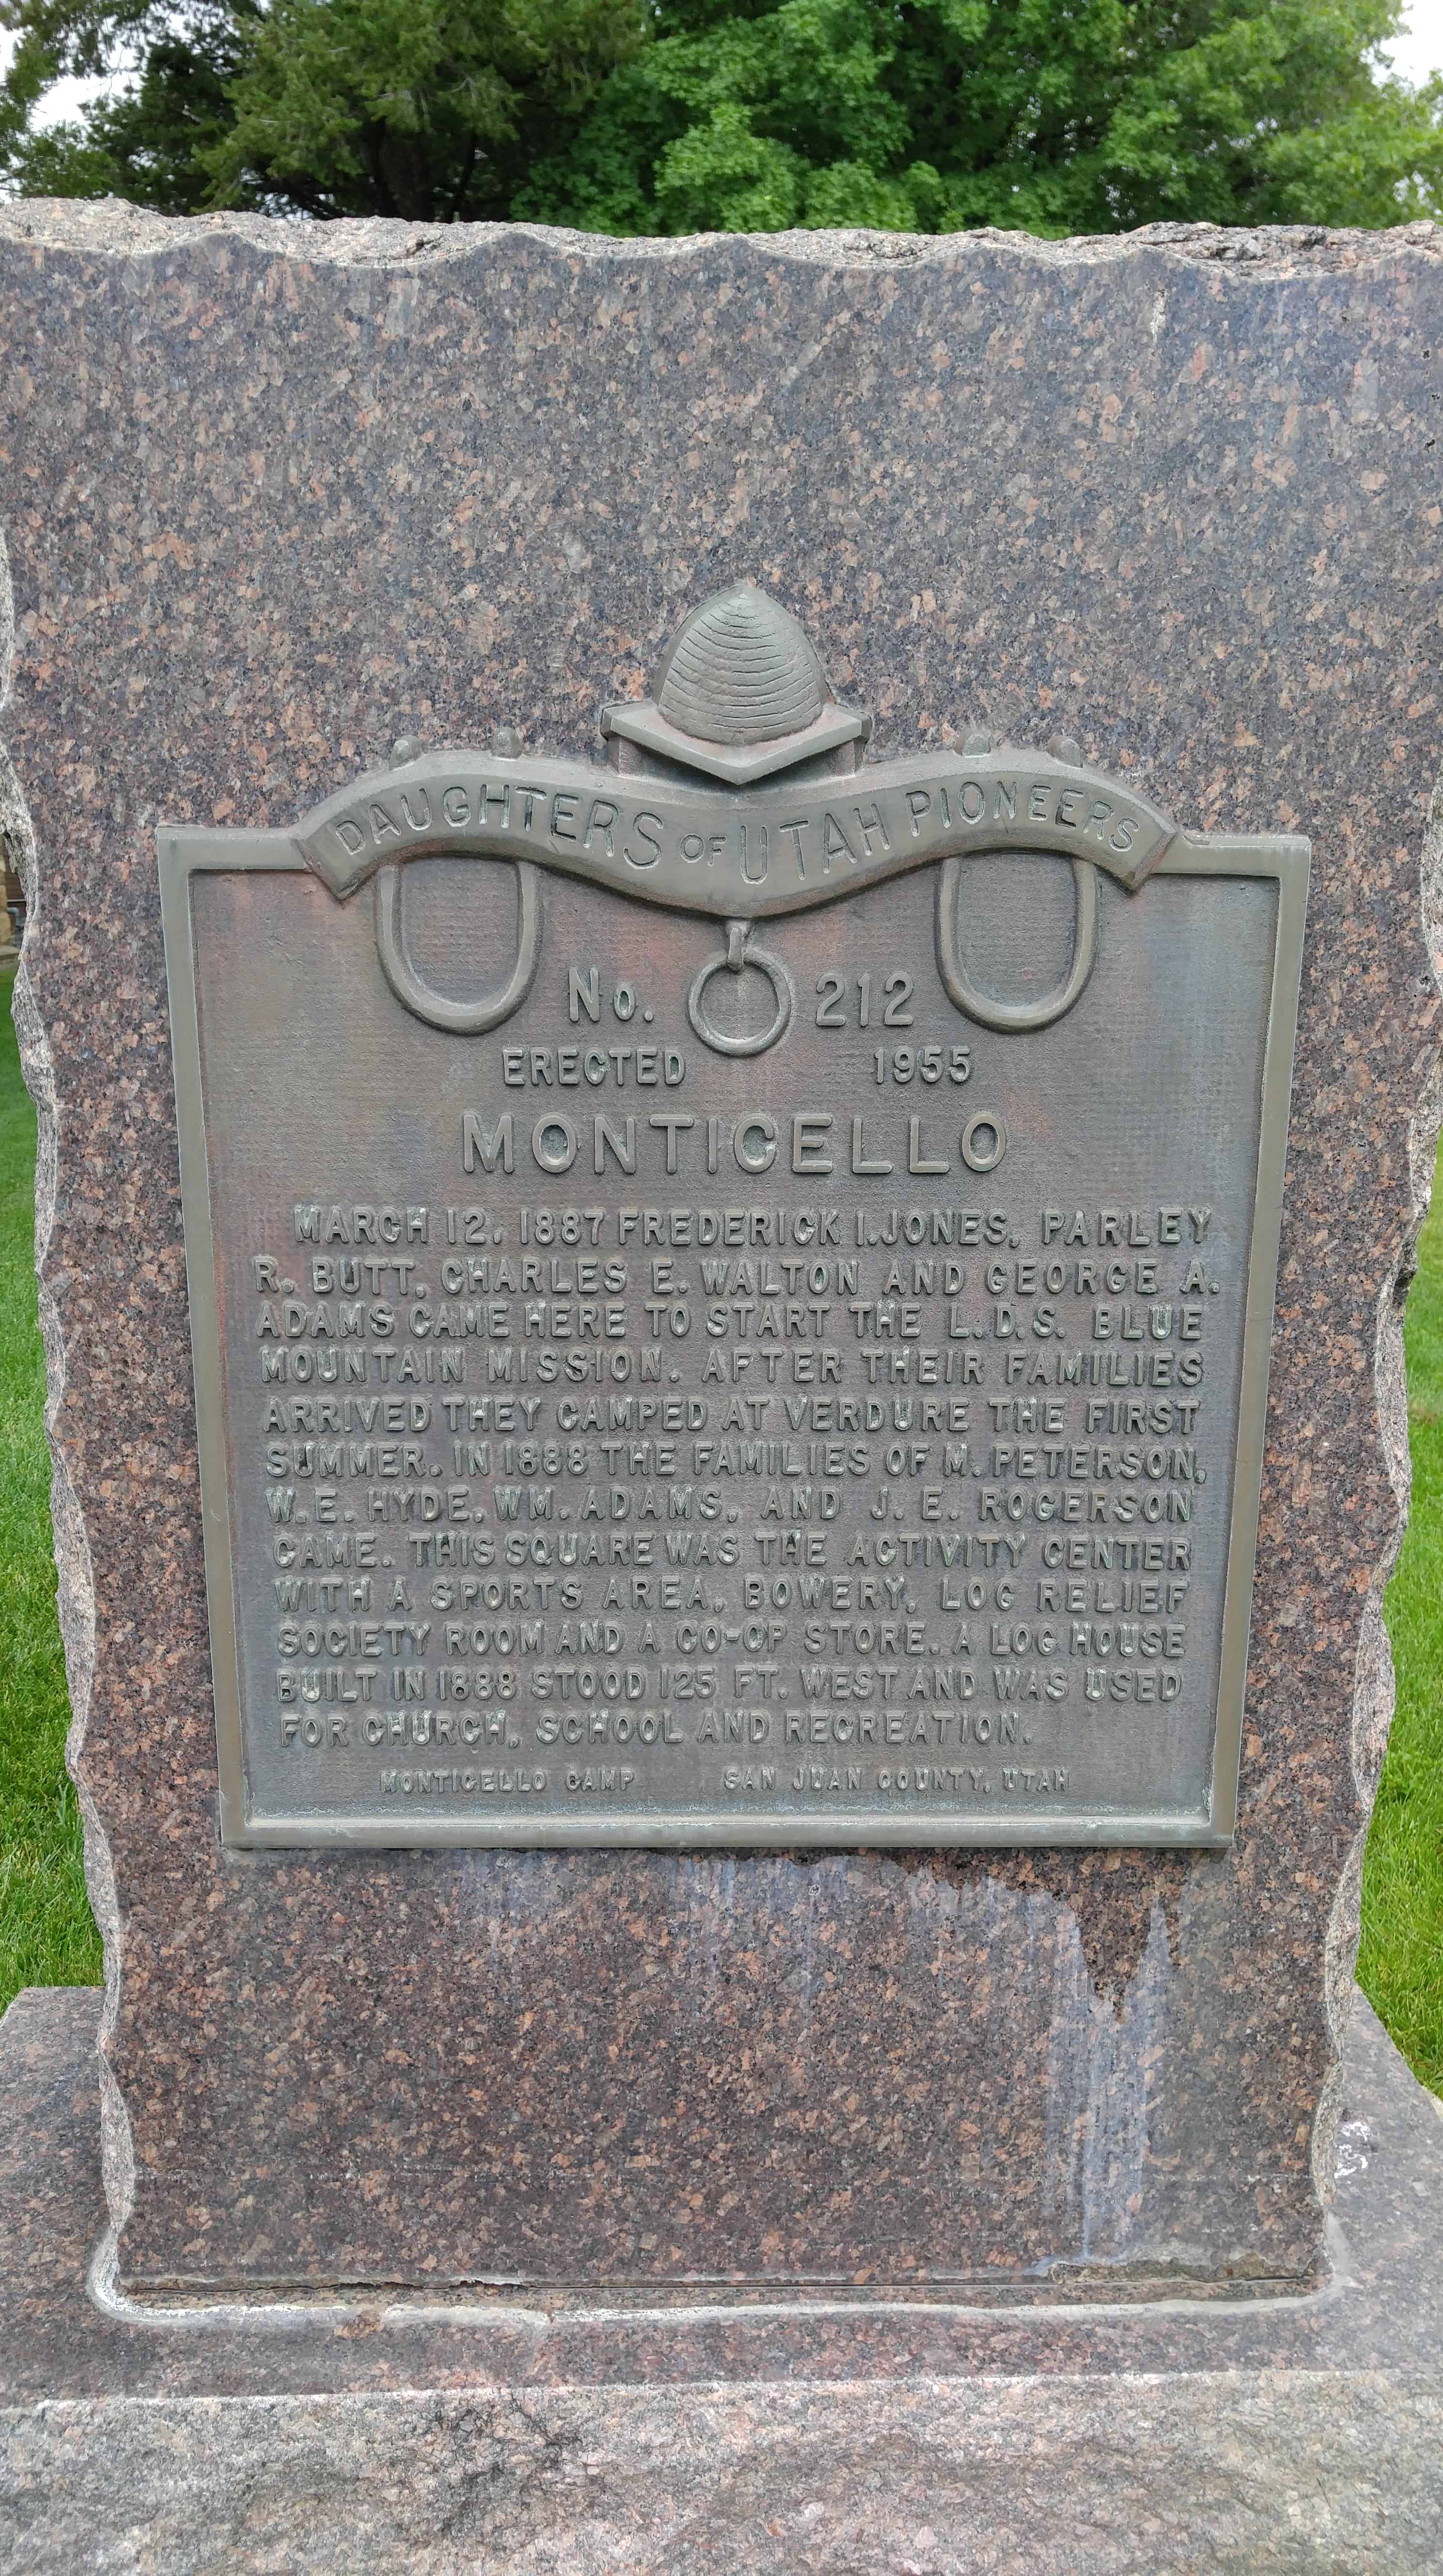 DAUGHTERS OF UTAH PIONEERS
No. 212
ERECTED 1955
MONTICELLO
MARCH 12, 1887 FREDERICK I. JONES, PARLEY
R. BUTT, CHARLES E. WALTON AND GEORGE A.
ADAMS CAME HERE TO START THE L.D.S. BLUE
MOUNTAIN MISSION. AFTER THEIR FAMILIES
ARRIVED THEY CAMPED AT VERDURE THE FIRST
SUMMER. IN 1888 THE FAMILIES OF M. PETERSON,
W.E. HYDE, WM. ADAMS, AND J. E. ROGERSON
CAME. THIS SQUARE WAS THE ACTIVITY CENTER
WITH A SPORTS AREA, BOWERY, LOG RELIEF
SOCIETY ROOM AND A CO-OP STORE. A LOG HOUSE
BUILT IN 1888 STOOD 125 FT. WEST AND WAS USED
FOR CHURCH, SCHOOL AND RECREATION.
MONTICELLO CAMP SAN JUAN COUNTY, UTAH